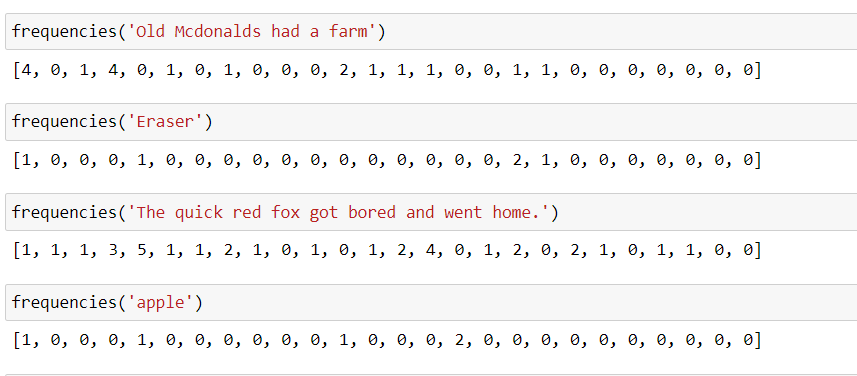 frequencies('Old Mcdonalds had a farm')
[4, 0, 1, 4, 0, 1, 0, 1, 0, 0, 0, 2, 1, 1, 1, 0, 0, 1, 1, 0, 0, 0, 0, 0, 0, 0]
frequencies('Eraser')
[1, 0, 0, 0, 1, 0, 0, 0, 0, 0, 0, 0, 0, 0, 0, 0, 0, 2, 1, 0, 0, 0, 0, 0, 0, 0]
frequencies('The quick red fox got bored and went home.')
[1, 1, 1, 3, 5, 1, 1, 2, 1, 0, 1, 0, 1, 2, 4, 0, 1, 2, 0, 2, 1, 0, 1, 1, 0, 0]
frequencies('apple')
[1, 0, 0, 0, 1, 0, 0, 0, 0, 0, 0, 1, 0, 0, 0, 2, 0, 0, 0, 0, 0, 0, 0, 0, 0, 0]